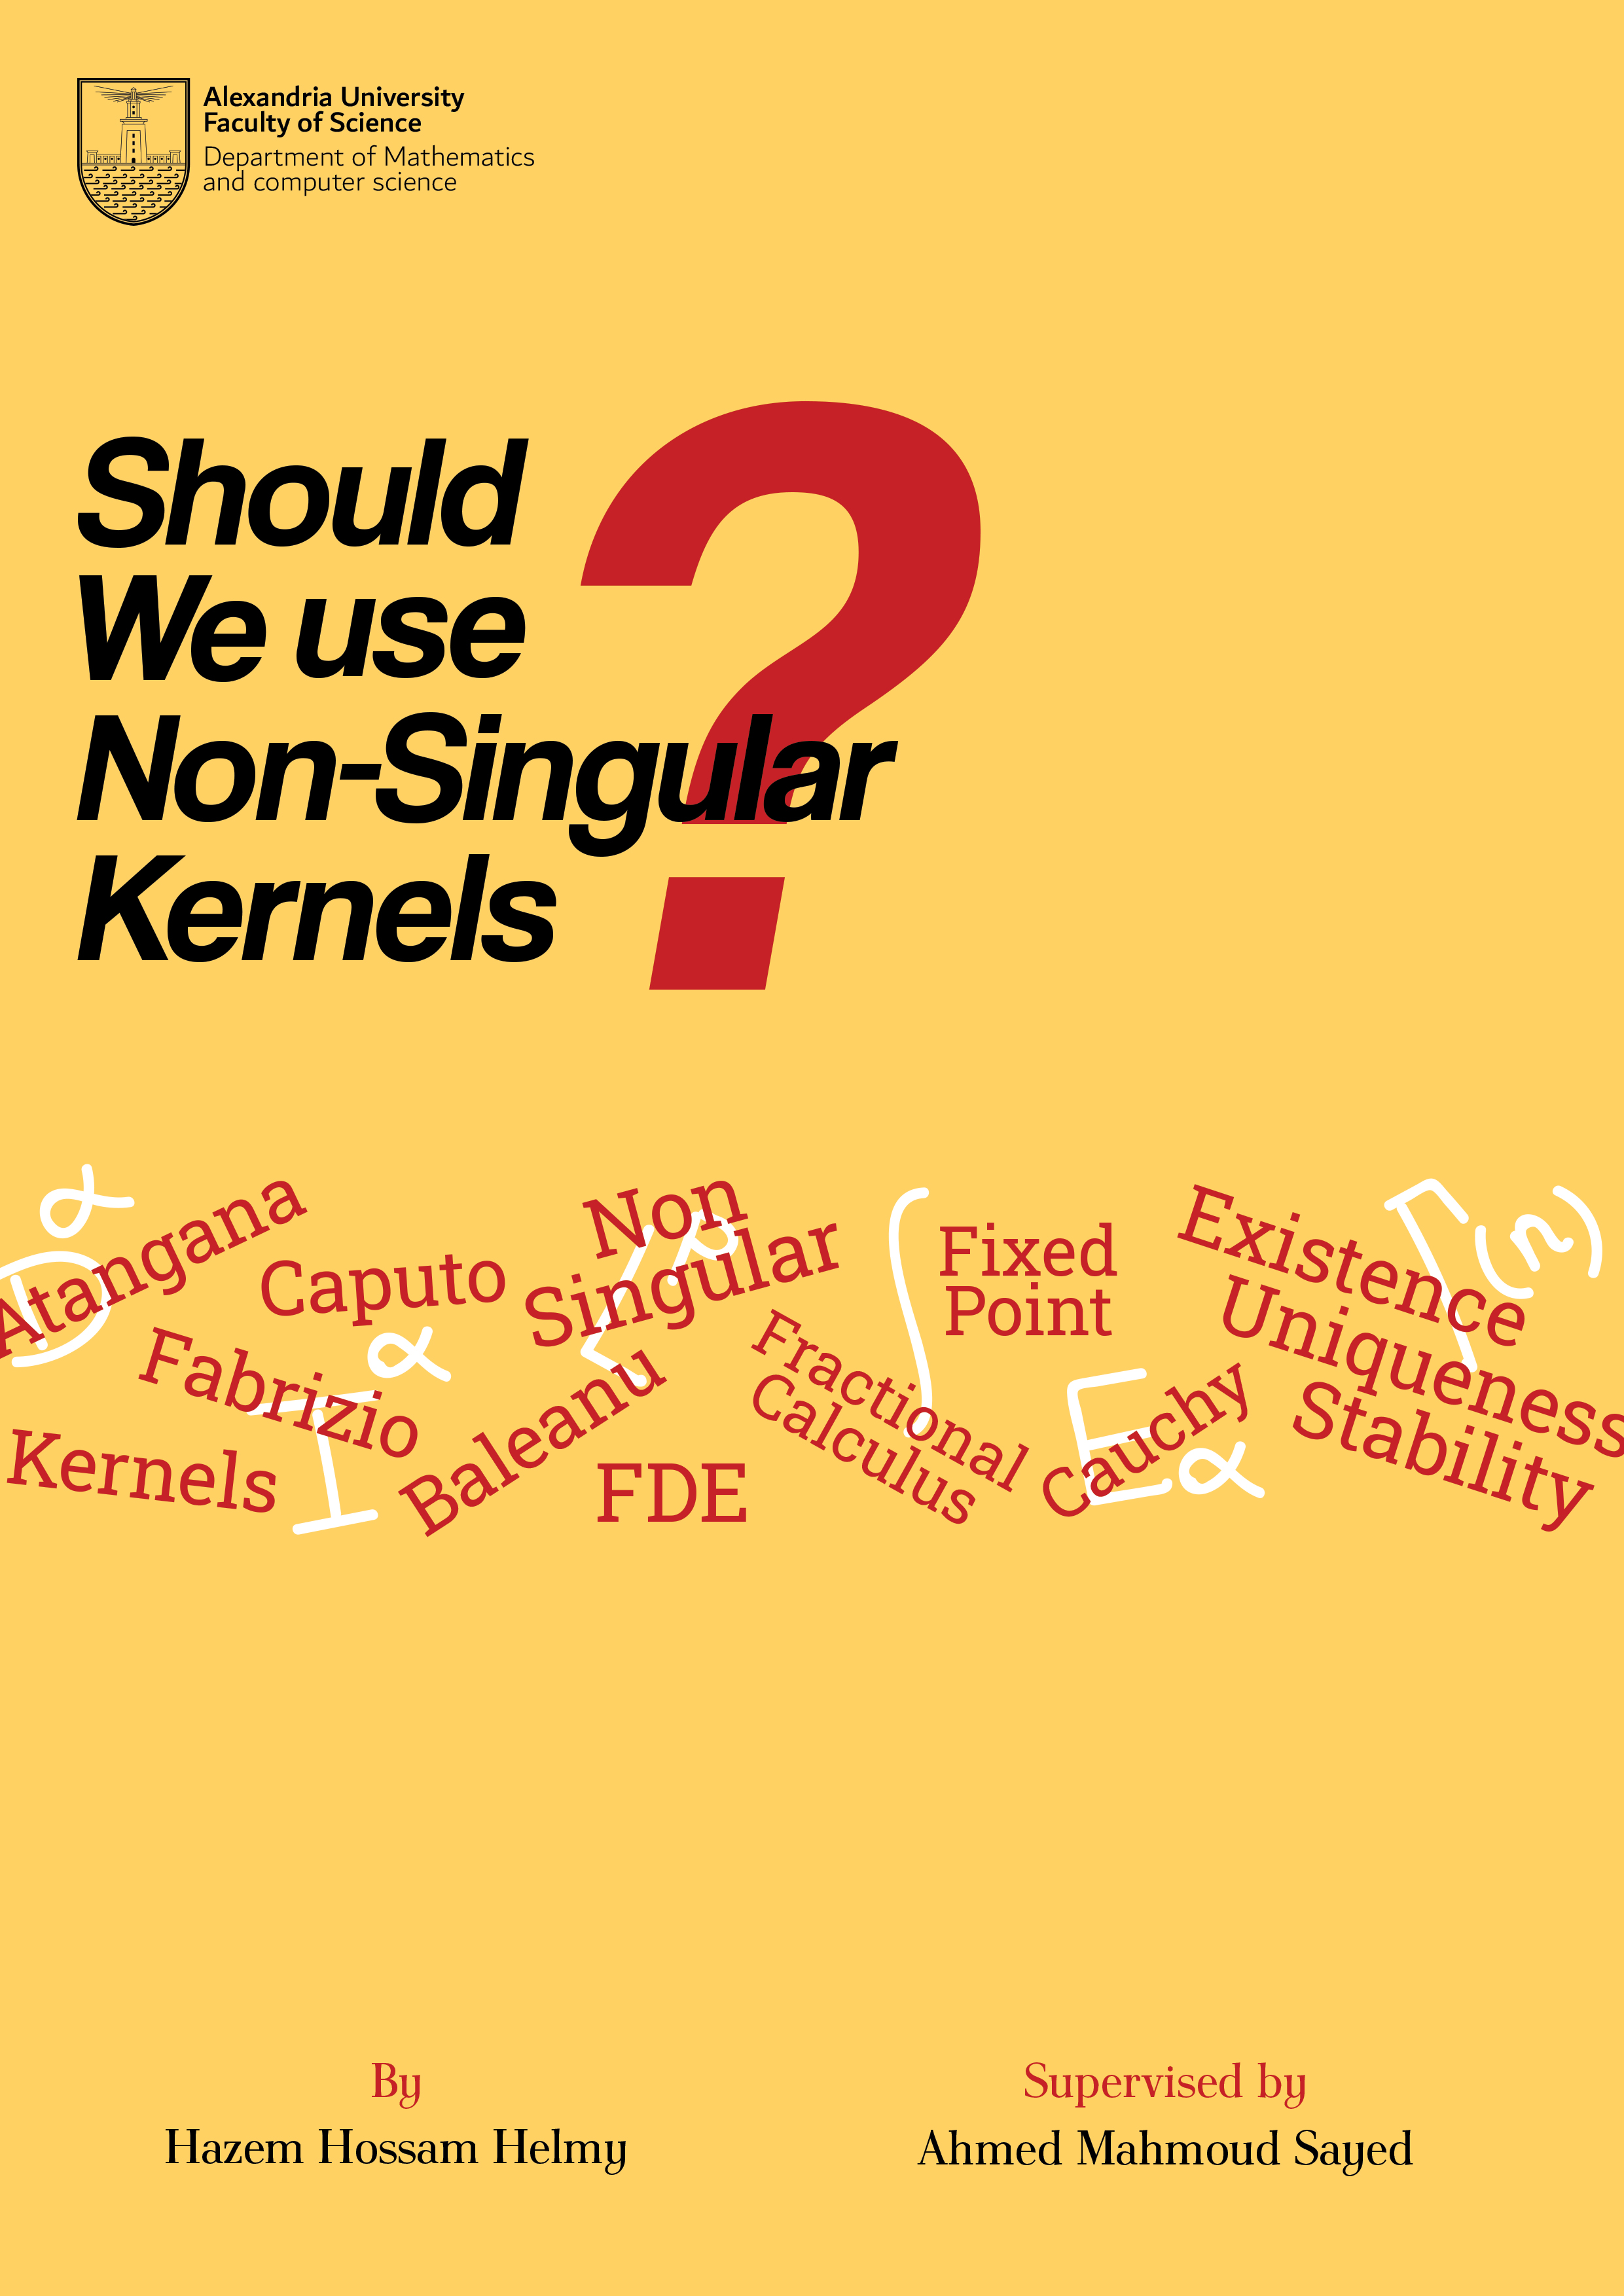 Alexandria University
Faculty of Science
Department of Mathematics
and computer science
Should
We use
Non-Singular
Kernels
?
α
D
Atangana
Caputo
Fabrizio
α
I
Kernels
Baleanu
Non
Singular
FDE
∫
Fractional
Calculus
Fixed
Point
E α
Cauchy
Γ(n)
Existence
Uniqueness
Stability
By
Hazem Hossam Helmy
Supervised by
Ahmed Mahmoud Sayed